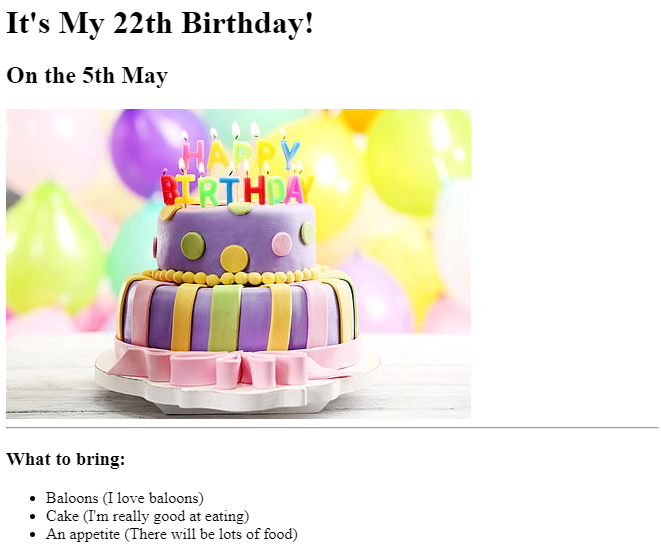 It's My 22th Birthday!
On the 5th May
HAPPY
BIRTHDAY
What to bring:
Baloons (I love baloons)
Cake (I'm really good at eating)
An appetite (There will be lots of food)